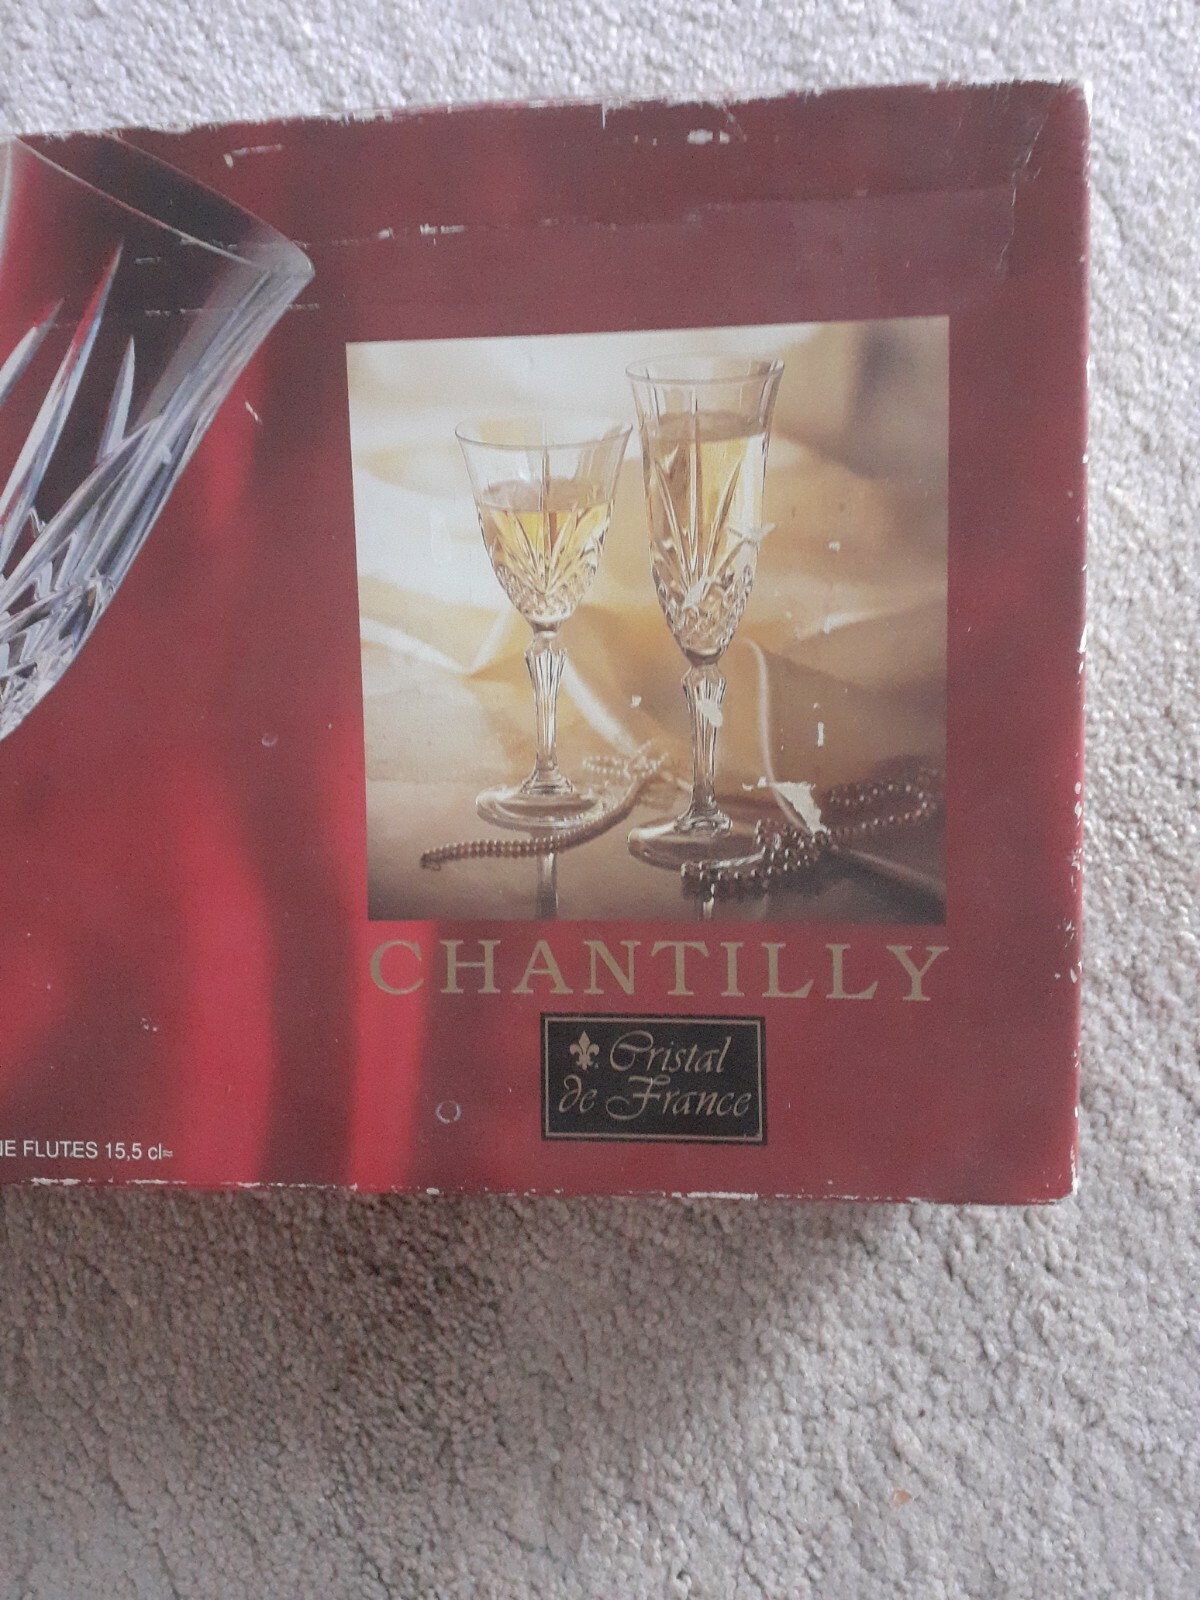 CHANTILLY
Cristal
de France
FLUTES 15,5 cl≈